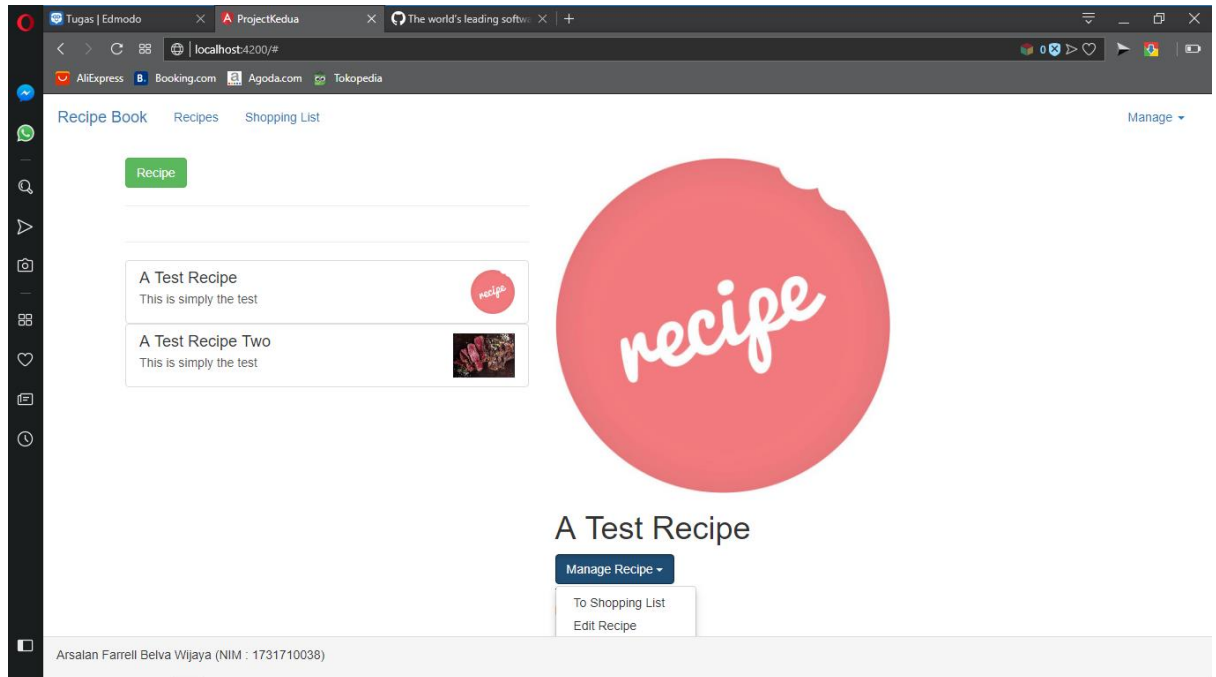 Tugas | Edmodo
ProjectKedua
The world's leading softw
localhost:4200/#
0
AliExpress
B. Booking.com
a Agoda.com
Tokopedia
Recipe Book
Recipes
Shopping List
Manage
Recipe
A Test Recipe
This is simply the test
recipe
A Test Recipe Two
This is simply the test
recipe
A Test Recipe
Manage Recipe
To Shopping List
Edit Recipe
Arsalan Farrell Belva Wijaya (NIM : 1731710038)